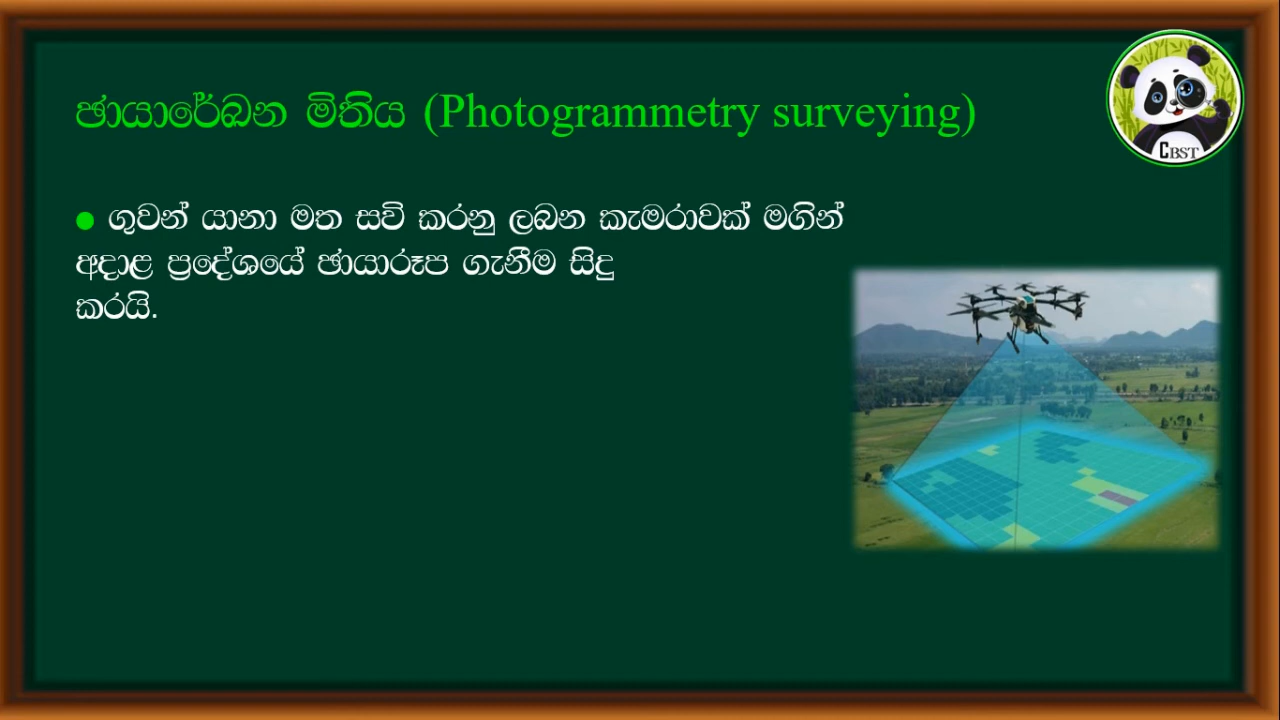 ඡායාරේඛන මිතිය (Photogrammetry surveying)
● ගුවන් යානා මත සවි කරනු ලබන කැමරාවක් මගින්
අදාළ ප්‍රදේශයේ ඡායාරූප ගැනීම සිදු
කරයි.
CBST